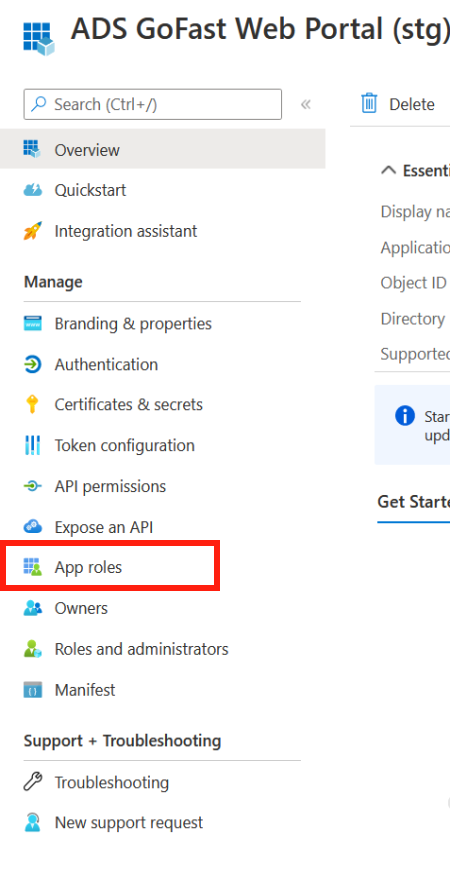 ADS GoFast Web Portal (stg)
Search (Ctrl+/)
«
Delete
Overview
Quickstart
Integration assistant
Manage
Branding & properties
Authentication
Certificates & secrets
Token configuration
API permissions
Expose an API
App roles
Owners
Roles and administrators
Manifest
Support + Troubleshooting
Troubleshooting
New support request
Essenti
Display na
Applicatio
Object ID
Directory
Supported
Star
upd
Get Starte